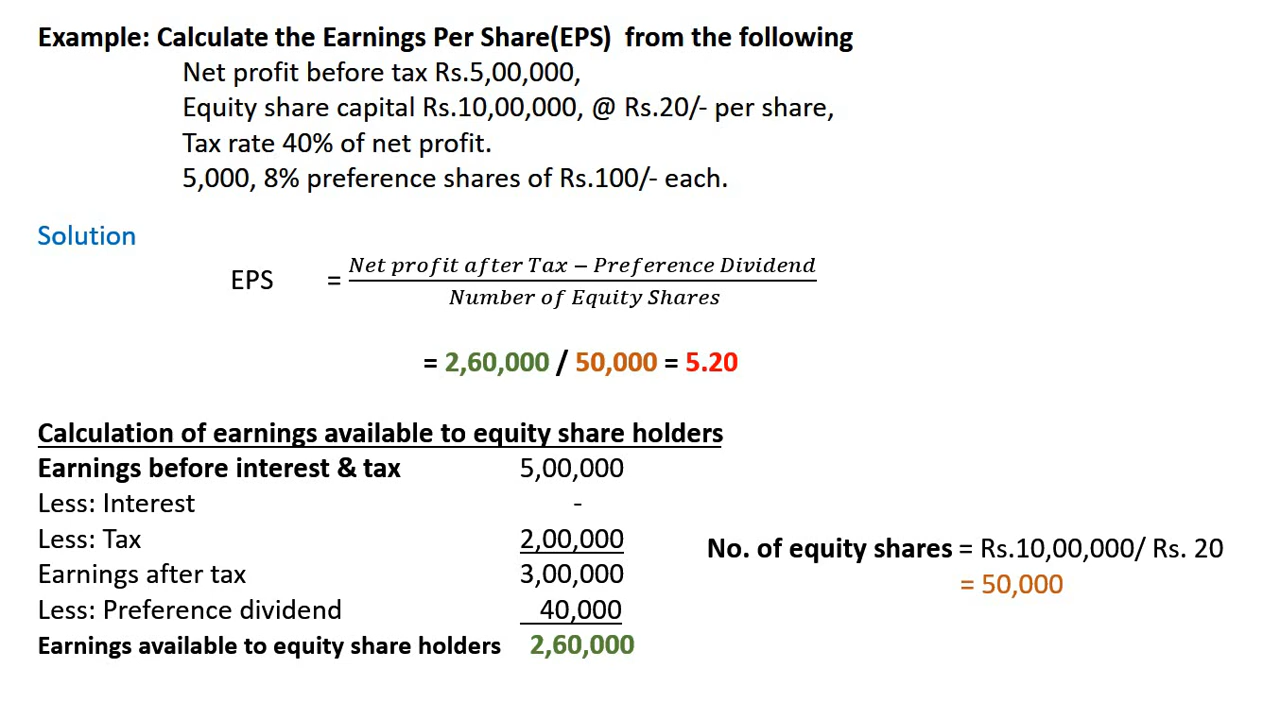 Example: Calculate the Earnings Per Share(EPS) from the following
Net profit before tax Rs.5,00,000,
Equity share capital Rs.10,00,000, @ Rs.20/- per share,
Tax rate 40% of net profit.
5,000, 8% preference shares of Rs.100/- each.
Solution
EPS = Net profit after Tax − Preference Dividend
Number of Equity Shares
= 2,60,000 / 50,000 = 5.20
Calculation of earnings available to equity share holders
Earnings before interest & tax 5,00,000
Less: Interest -
Less: Tax 2,00,000
Earnings after tax 3,00,000
Less: Preference dividend 40,000
Earnings available to equity share holders 2,60,000
No. of equity shares = Rs.10,00,000/ Rs. 20
= 50,000